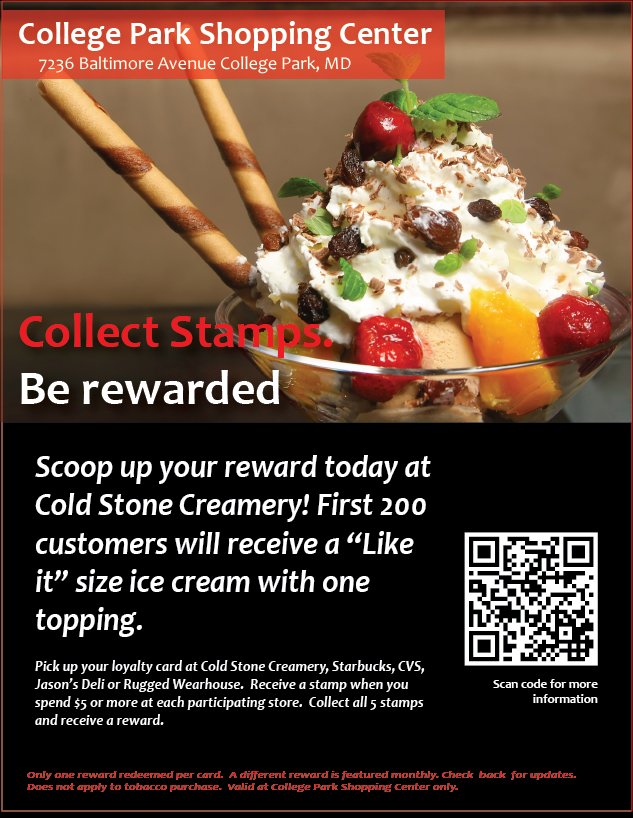 College Park Shopping Center
7236 Baltimore Avenue College Park, MD
Collect Stamps.
Be rewarded
Scoop up your reward today at
Cold Stone Creamery! First 200
customers will receive a “Like
it” size ice cream with one
topping.
Pick up your loyalty card at Cold Stone Creamery, Starbucks, CVS,
Jason’s Deli or Rugged Wearhouse.  Receive a stamp when you
spend $5 or more at each participating store.  Collect all 5 stamps
and receive a reward.
Scan code for more
information
Only one reward redeemed per card.  A different reward is featured monthly. Check  back  for updates.
Does not apply to tobacco purchase.  Valid at College Park Shopping Center only.